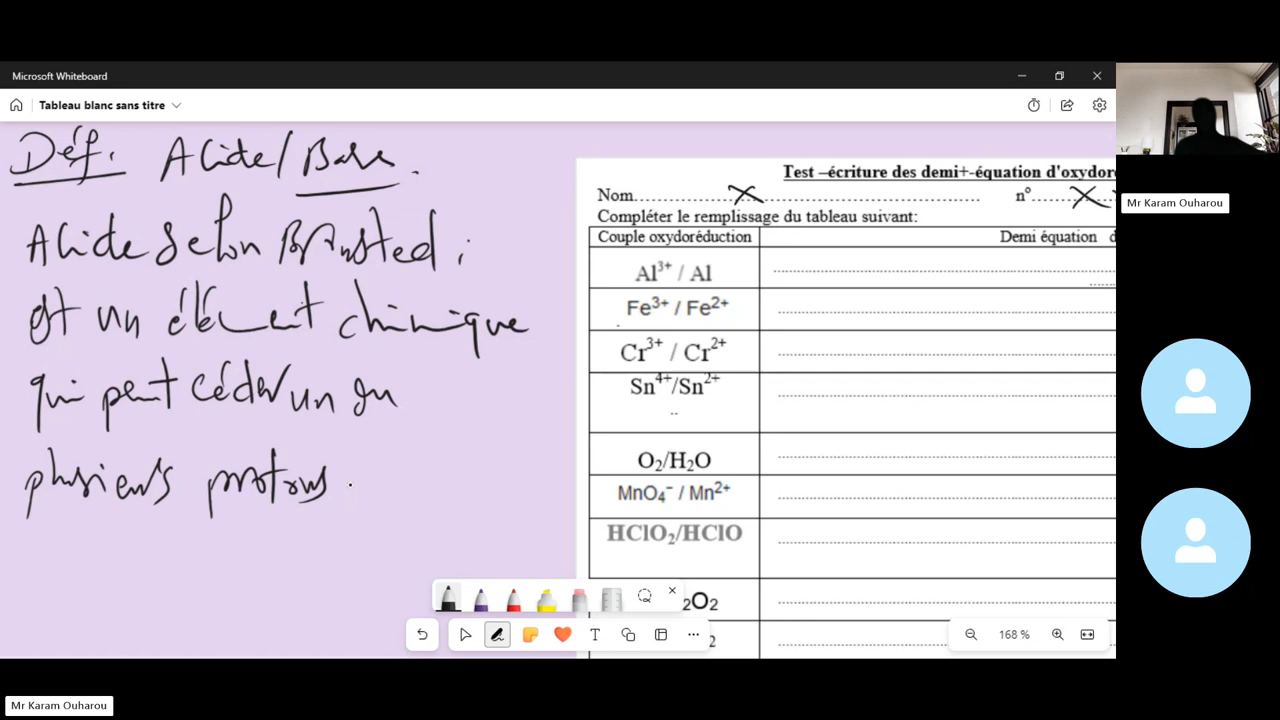 Microsoft Whiteboard
Tableau blanc sans titre
Déf. Acide/Base.
Acide selon Brønsted :
est un élément chimique
qui peut céder un ou
plusieurs protons
Test –écriture des demi+-équation d'oxydor
Nom.............................. n°......
Compléter le remplissage du tableau suivant:
Couple oxydoréduction Demi équation d
Al³⁺ / Al
Fe³⁺ / Fe²⁺
Cr³⁺ / Cr²⁺
Sn⁴⁺/Sn²⁺
O₂/H₂O
MnO₄⁻ / Mn²⁺
HClO₂/HClO
₂O₂
2
168 %
Mr Karam Ouharou
Mr Karam Ouharou